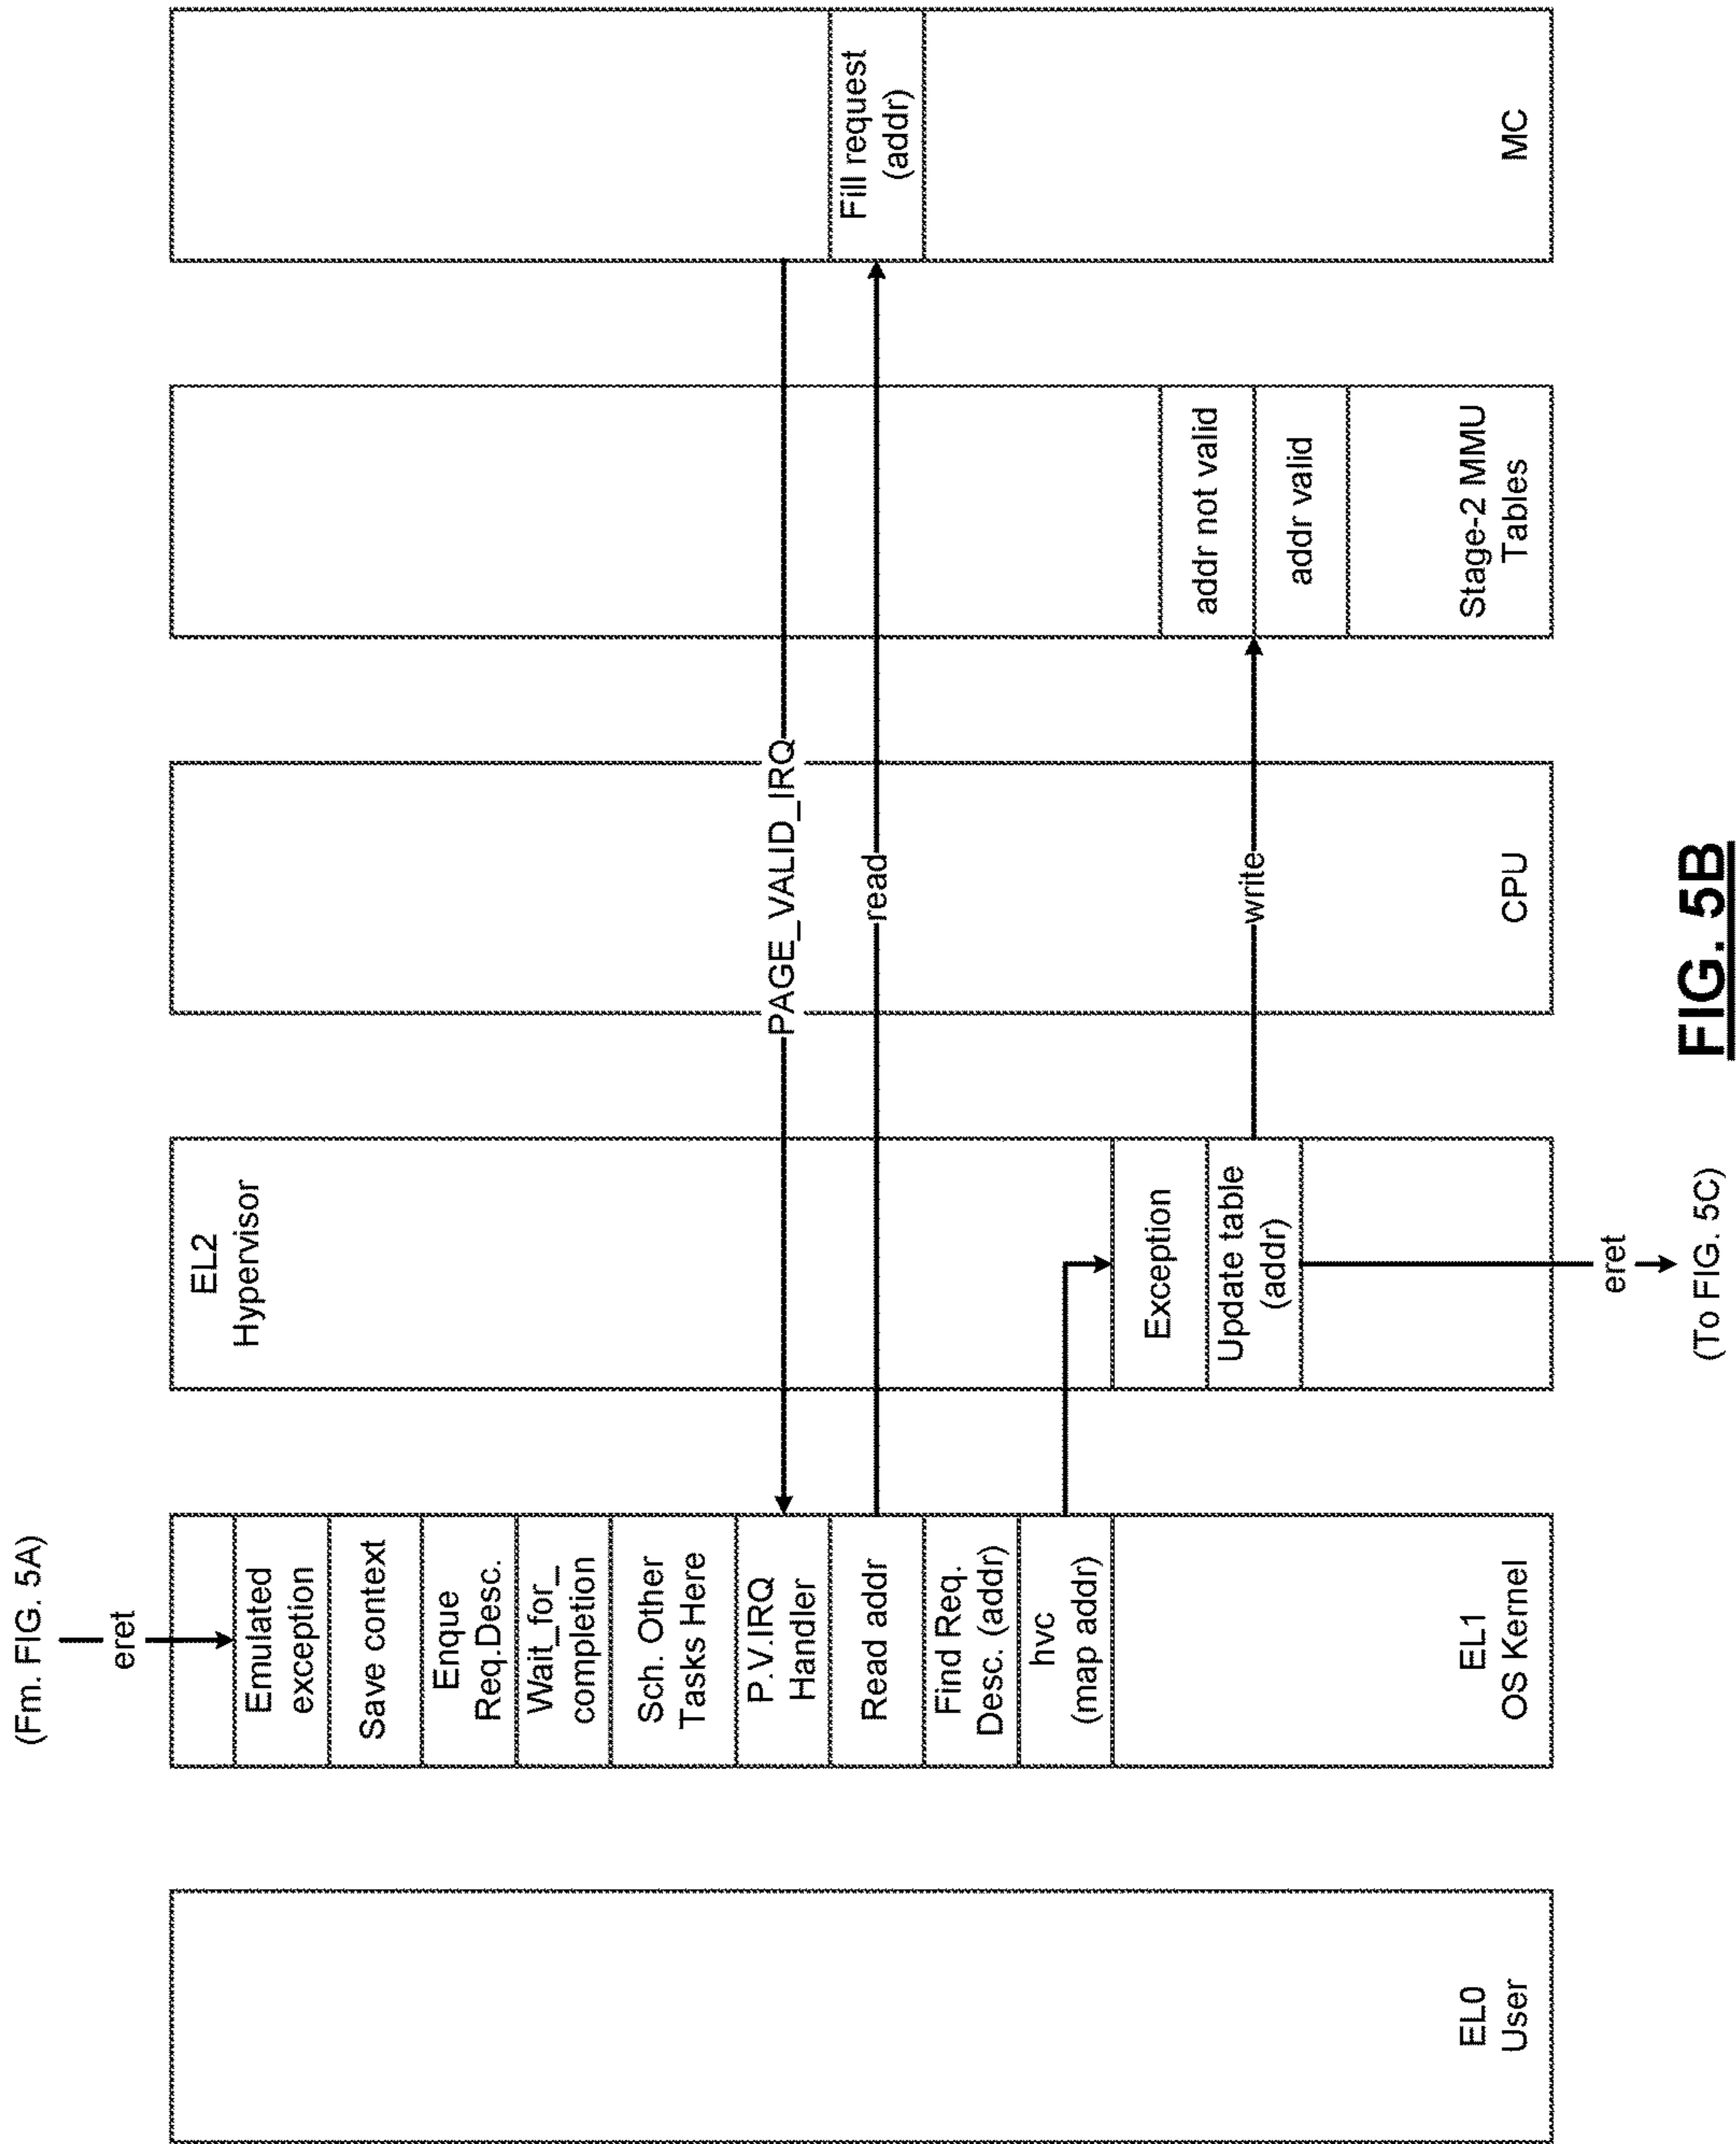 (Fm. FIG. 5A)
eret
EL0
User
Emulated
exception
Save context
Enque
Req.Desc.
Wait_for_
completion
Sch. Other
Tasks Here
P.V.IRQ
Handler
Read addr
Find Req.
Desc. (addr)
hvc
(map addr)
EL1
OS Kernel
EL2
Hypervisor
Exception
Update table
(addr)
eret
(To FIG. 5C)
PAGE_VALID_IRQ
read
write
CPU
addr not valid
addr valid
Stage-2 MMU
Tables
Fill request
(addr)
MC
FIG. 5B